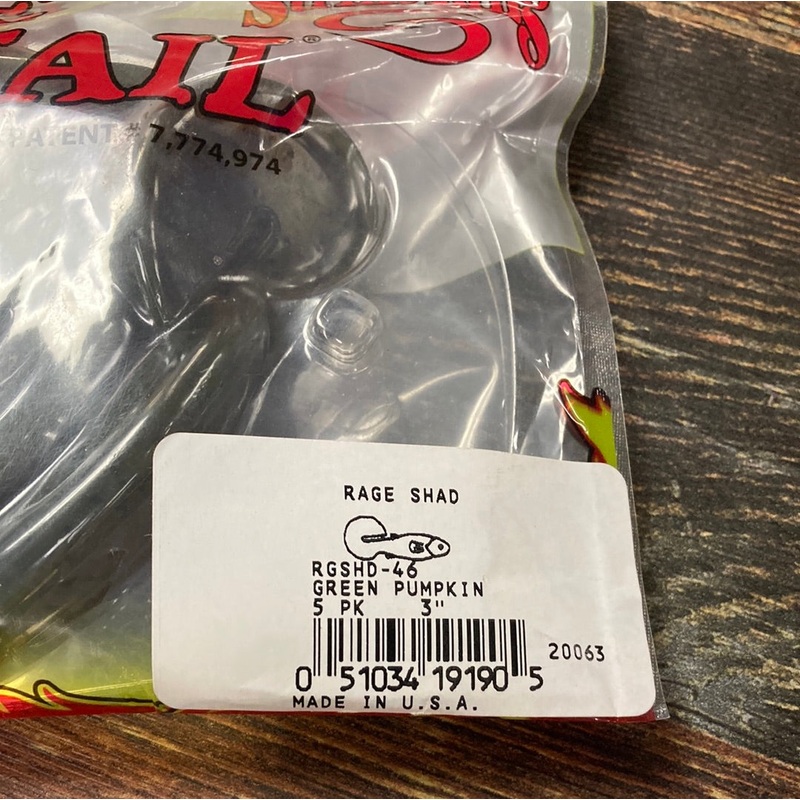 TAIL®
PATENT # 7,774,974
RAGE SHAD
RGSHD-46
GREEN PUMPKIN
5 PK 3"
20063
0 51034 19190 5
MADE IN U.S.A.